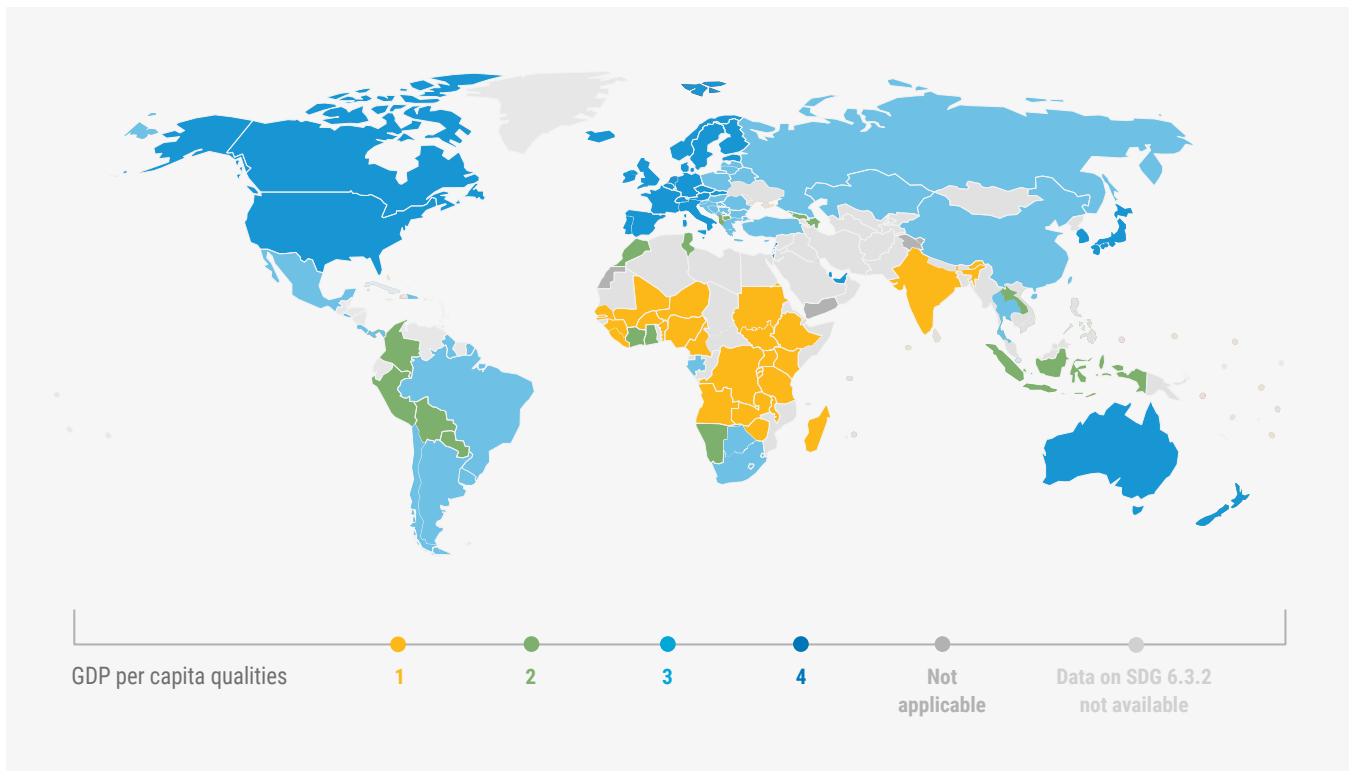 GDP per capita qualities
1
2
3
4
Not
applicable
Data on SDG 6.3.2
not available